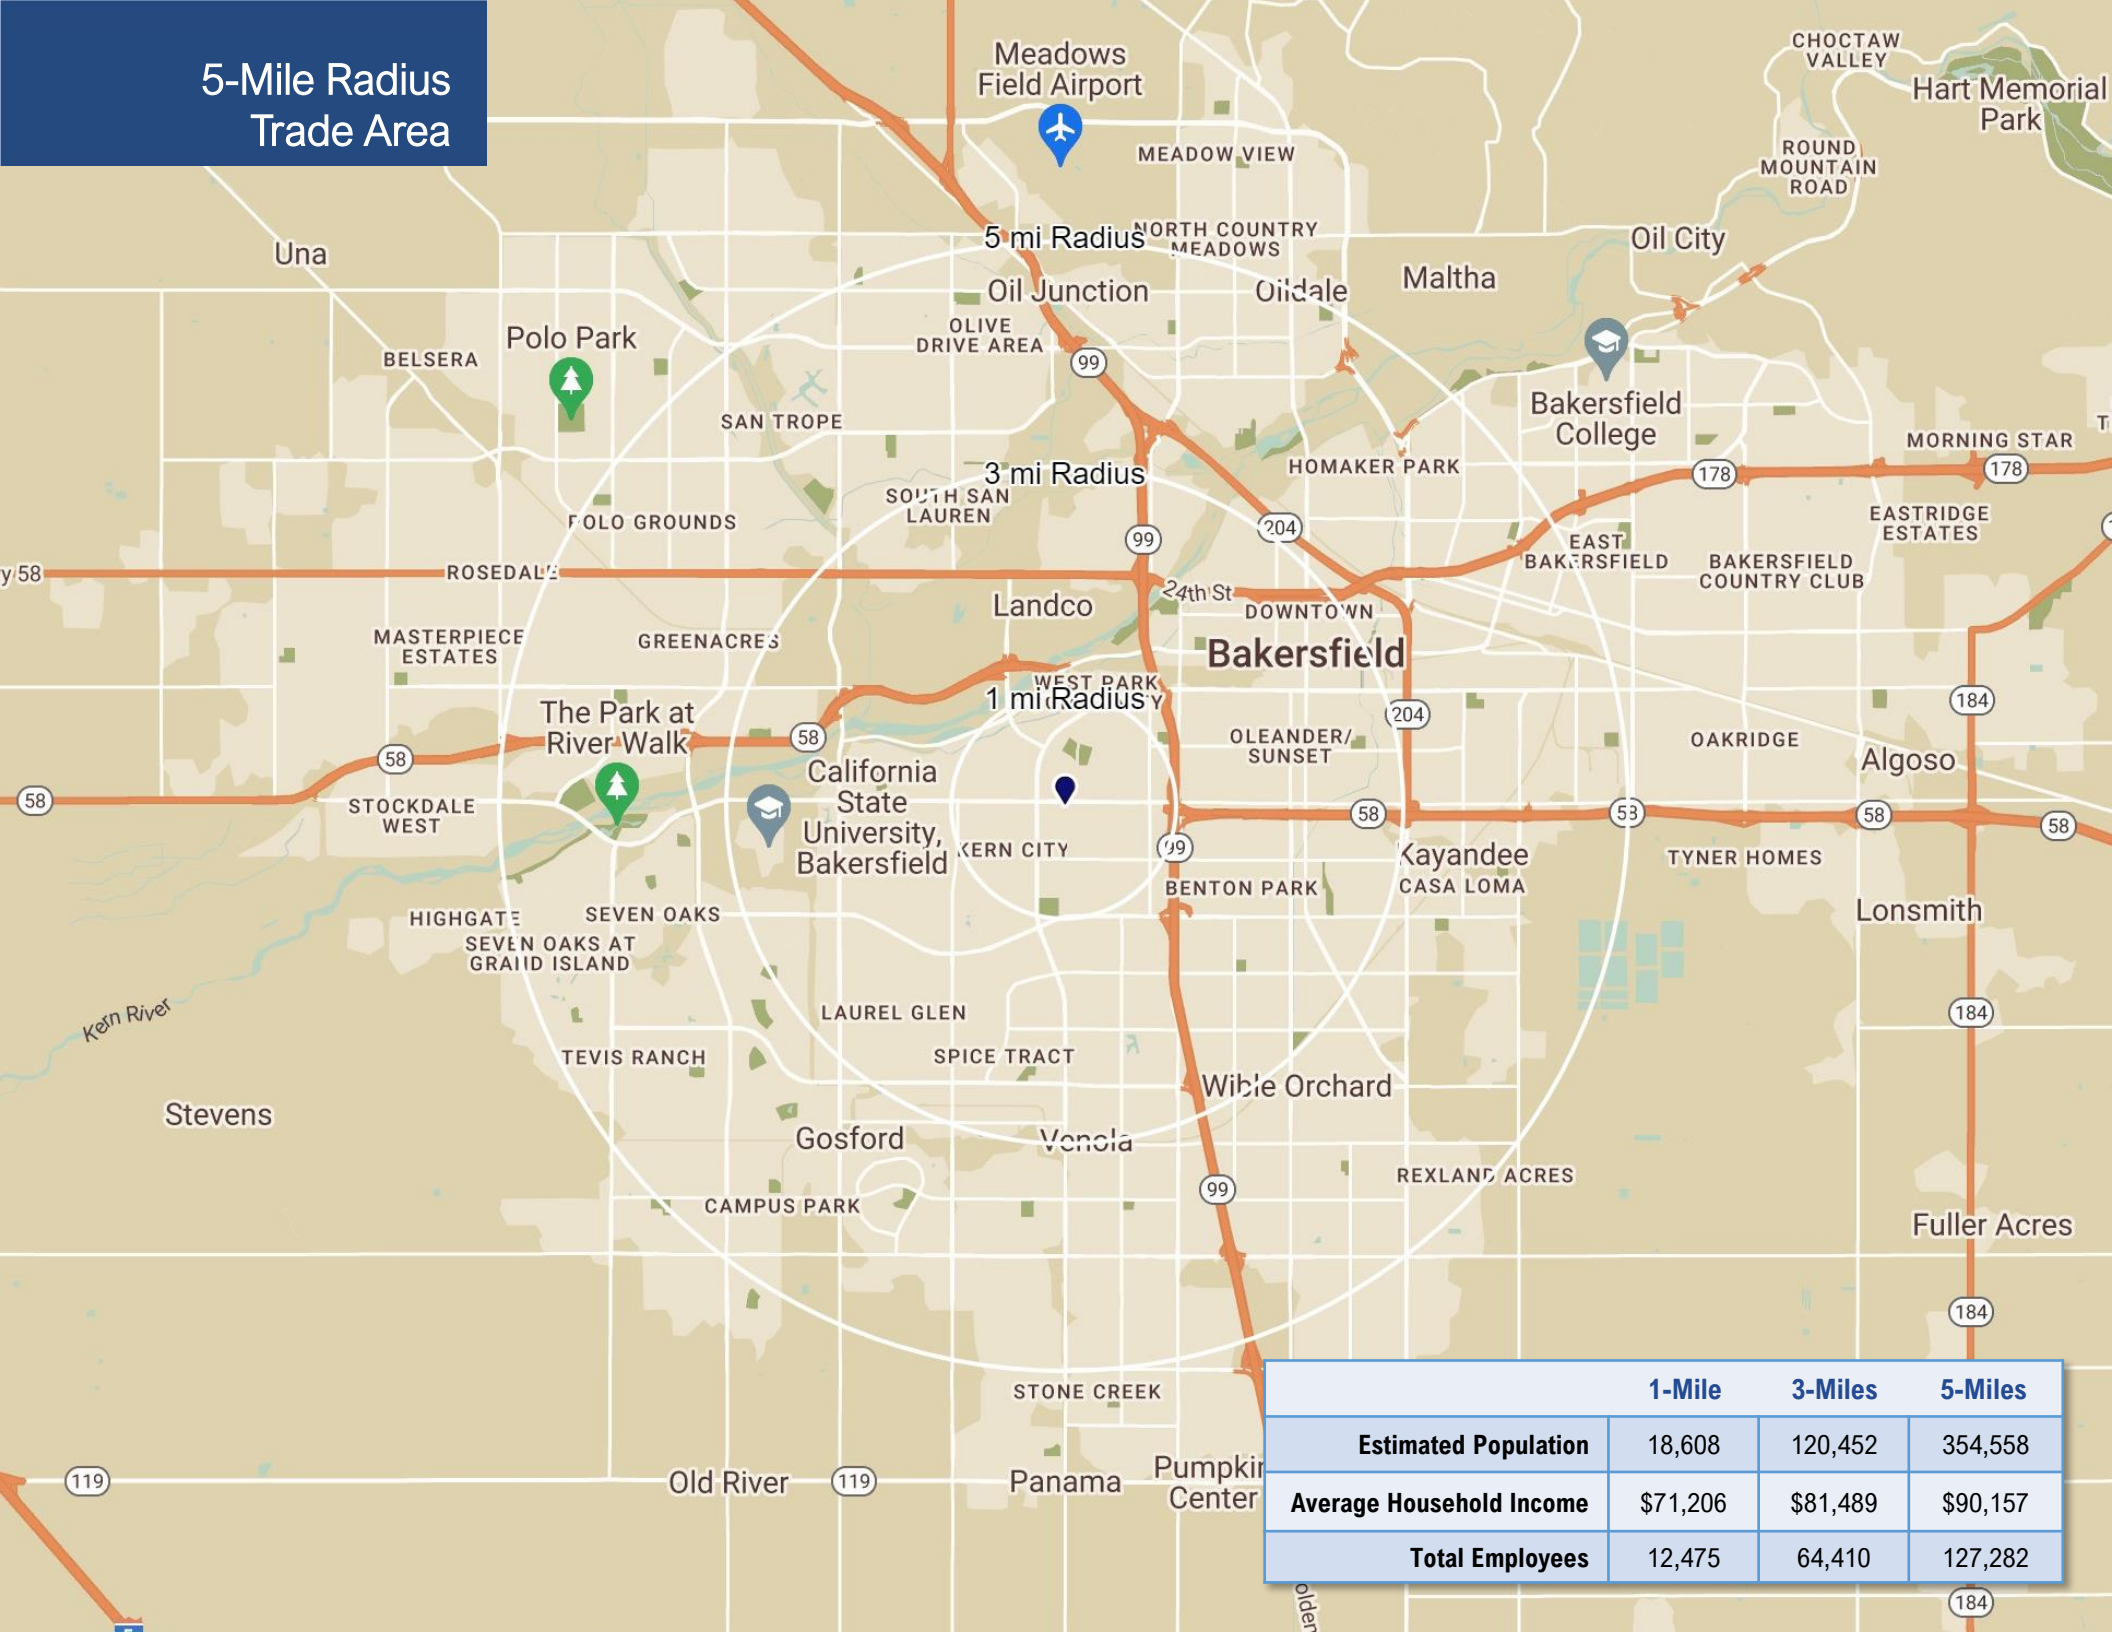 5-Mile Radius
Trade Area
Meadows
Field Airport
CHOCTAW
VALLEY
Hart Memorial
Park
MEADOW VIEW
ROUND
MOUNTAIN
ROAD
Una
5 mi Radius
NORTH COUNTRY
MEADOWS
Oil City
Oil Junction
Oildale
Maltha
OLIVE
DRIVE AREA
Polo Park
BELSERA
99
Bakersfield
College
SAN TROPE
MORNING STAR
HOMAKER PARK
3 mi Radius
178
178
SOUTH SAN
LAUREN
POLO GROUNDS
204
99
EASTRIDGE
ESTATES
EAST
BAKERSFIELD
BAKERSFIELD
COUNTRY CLUB
y 58
ROSEDALE
24th St
Landco
DOWNTOWN
MASTERPIECE
ESTATES
GREENACRES
Bakersfield
WEST PARK
1 mi Radius
184
The Park at
River Walk
204
58
58
OLEANDER/
SUNSET
OAKRIDGE
Algoso
California
State
University,
Bakersfield
58
STOCKDALE
WEST
58
58
58
58
KERN CITY
99
Kayandee
CASA LOMA
TYNER HOMES
BENTON PARK
HIGHGATE
SEVEN OAKS
Lonsmith
SEVEN OAKS AT
GRAND ISLAND
Kern River
LAUREL GLEN
184
TEVIS RANCH
SPICE TRACT
Wible Orchard
Stevens
Gosford
Venola
REXLAND ACRES
99
CAMPUS PARK
Fuller Acres
184
STONE CREEK
1-Mile 3-Miles 5-Miles
Estimated Population 18,608 120,452 354,558
Average Household Income $71,206 $81,489 $90,157
Total Employees 12,475 64,410 127,282
119
Old River
119
Panama
Pumpkin
Center
olden
184